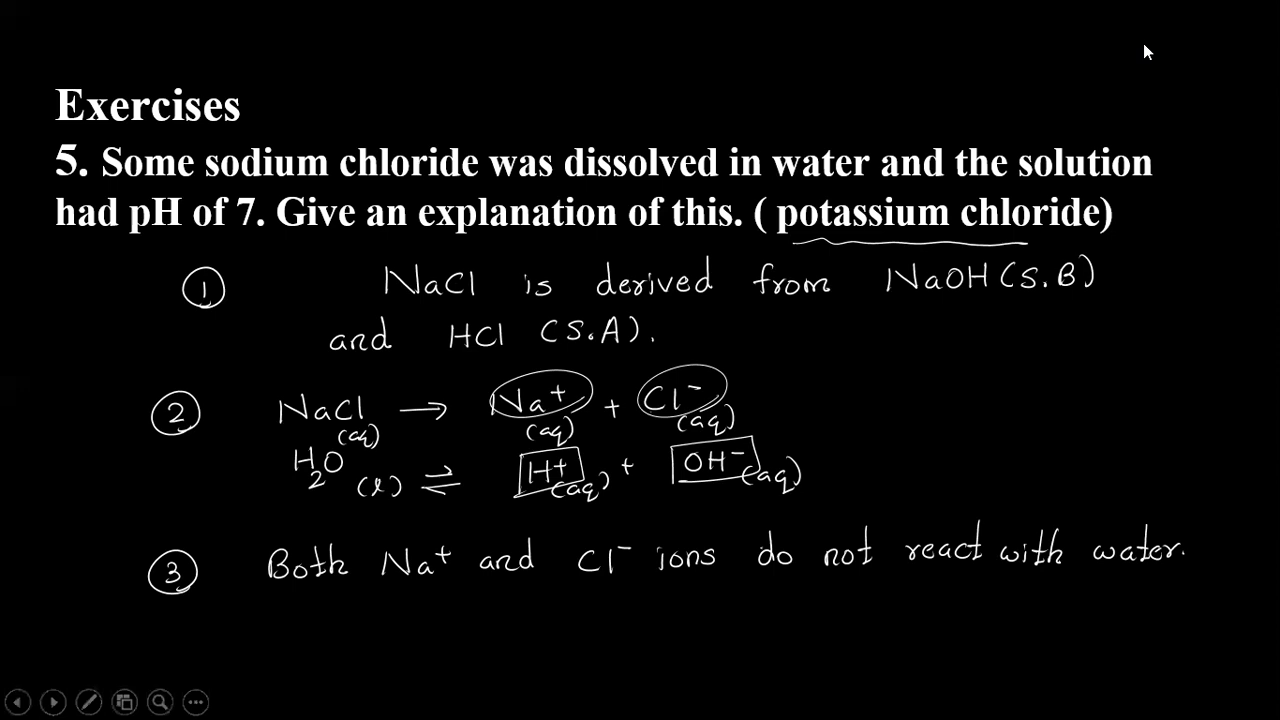 Exercises
5. Some sodium chloride was dissolved in water and the solution
had pH of 7. Give an explanation of this. ( potassium chloride)
1 NaCl is derived from NaOH (S.B)
and HCl (S.A).
2 NaCl(aq) → Na⁺(aq) + Cl⁻(aq)
H₂O(l) ⇌ H⁺(aq) + OH⁻(aq)
3 Both Na⁺ and Cl⁻ ions do not react with water.